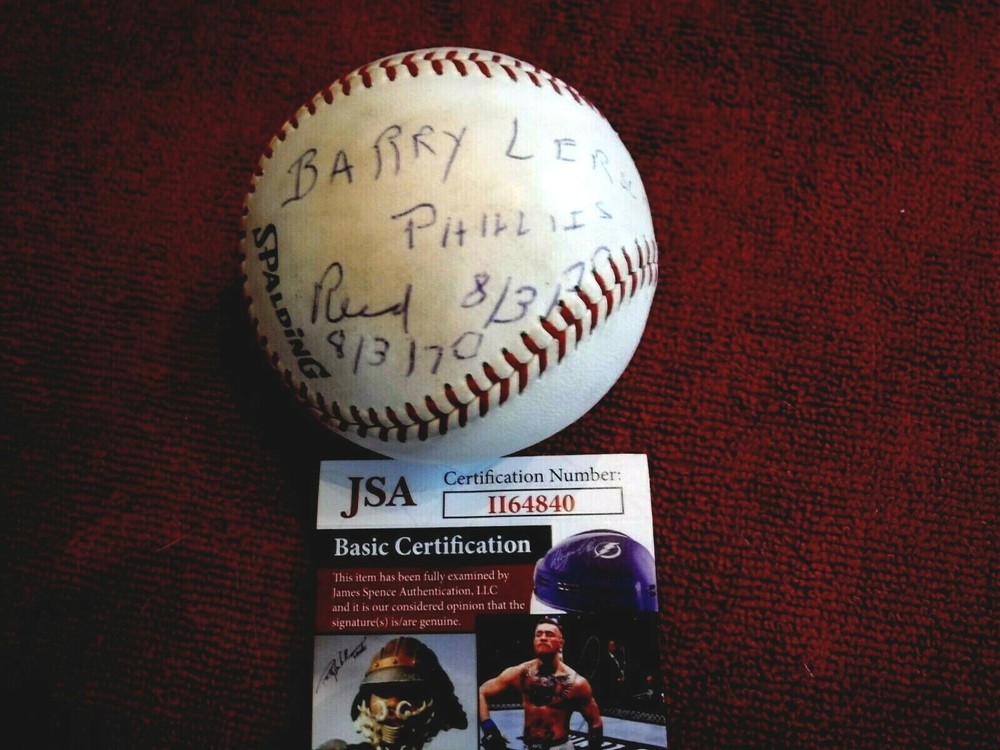 BARRY LER
PHILLIES
Recd 8/3/70
8/3/70
SPALDING
JSA
Certification Number:
II64840
Basic Certification
This item has been fully examined by
James Spence Authentication, LLC
and it is our considered opinion that the
signature(s) is/are genuine.